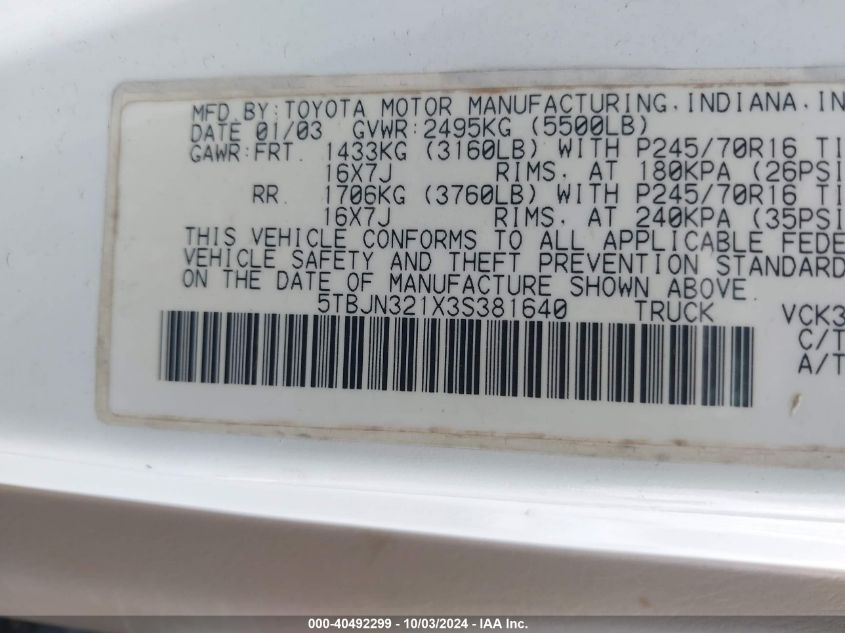 MFD.BY:TOYOTA MOTOR MANUFACTURING.INDIANA.IN
DATE 01/03 GVWR:2495KG (5500LB)
GAWR:FRT. 1433KG (3160LB) WITH P245/70R16 TI
16X7J RIMS. AT 180KPA (26PSI
RR. 1706KG (3760LB) WITH P245/70R16 TI
16X7J RIMS. AT 240KPA (35PSI
THIS VEHICLE CONFORMS TO ALL APPLICABLE FEDE
VEHICLE SAFETY AND THEFT PREVENTION STANDARD
ON THE DATE OF MANUFACTURE SHOWN ABOVE.
5TBJN321X3S381640 TRUCK VCK3
C/T
A/T
000-40492299 - 10/03/2024 - IAA Inc.